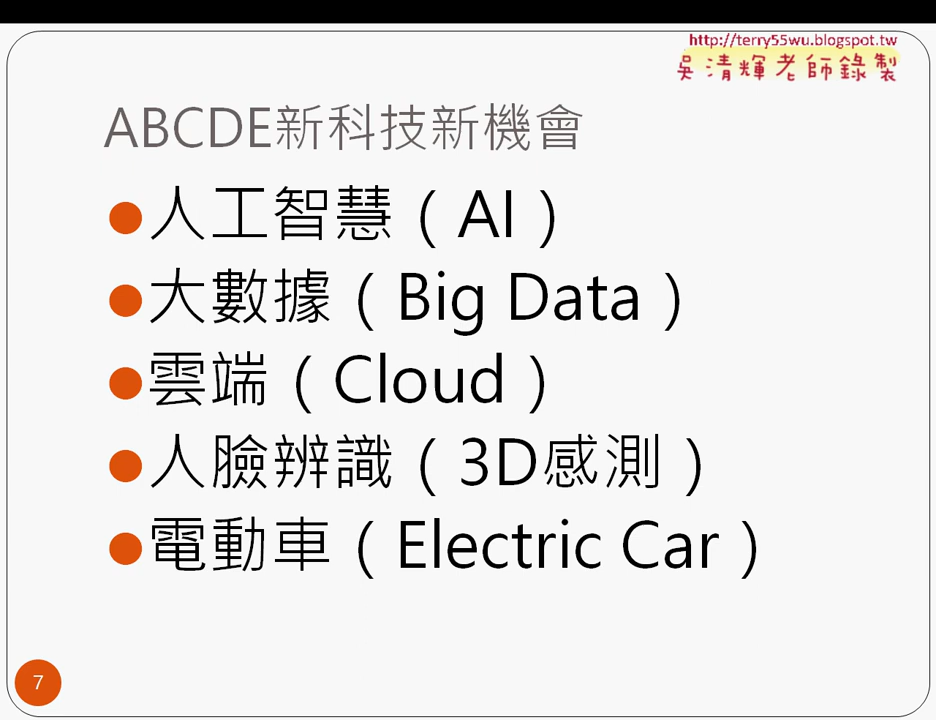 http://terry55wu.blogspot.tw
吳清輝老師錄製
ABCDE新科技新機會
人工智慧（AI）
大數據（Big Data）
雲端（Cloud）
人臉辨識（3D感測）
電動車（Electric Car）
7